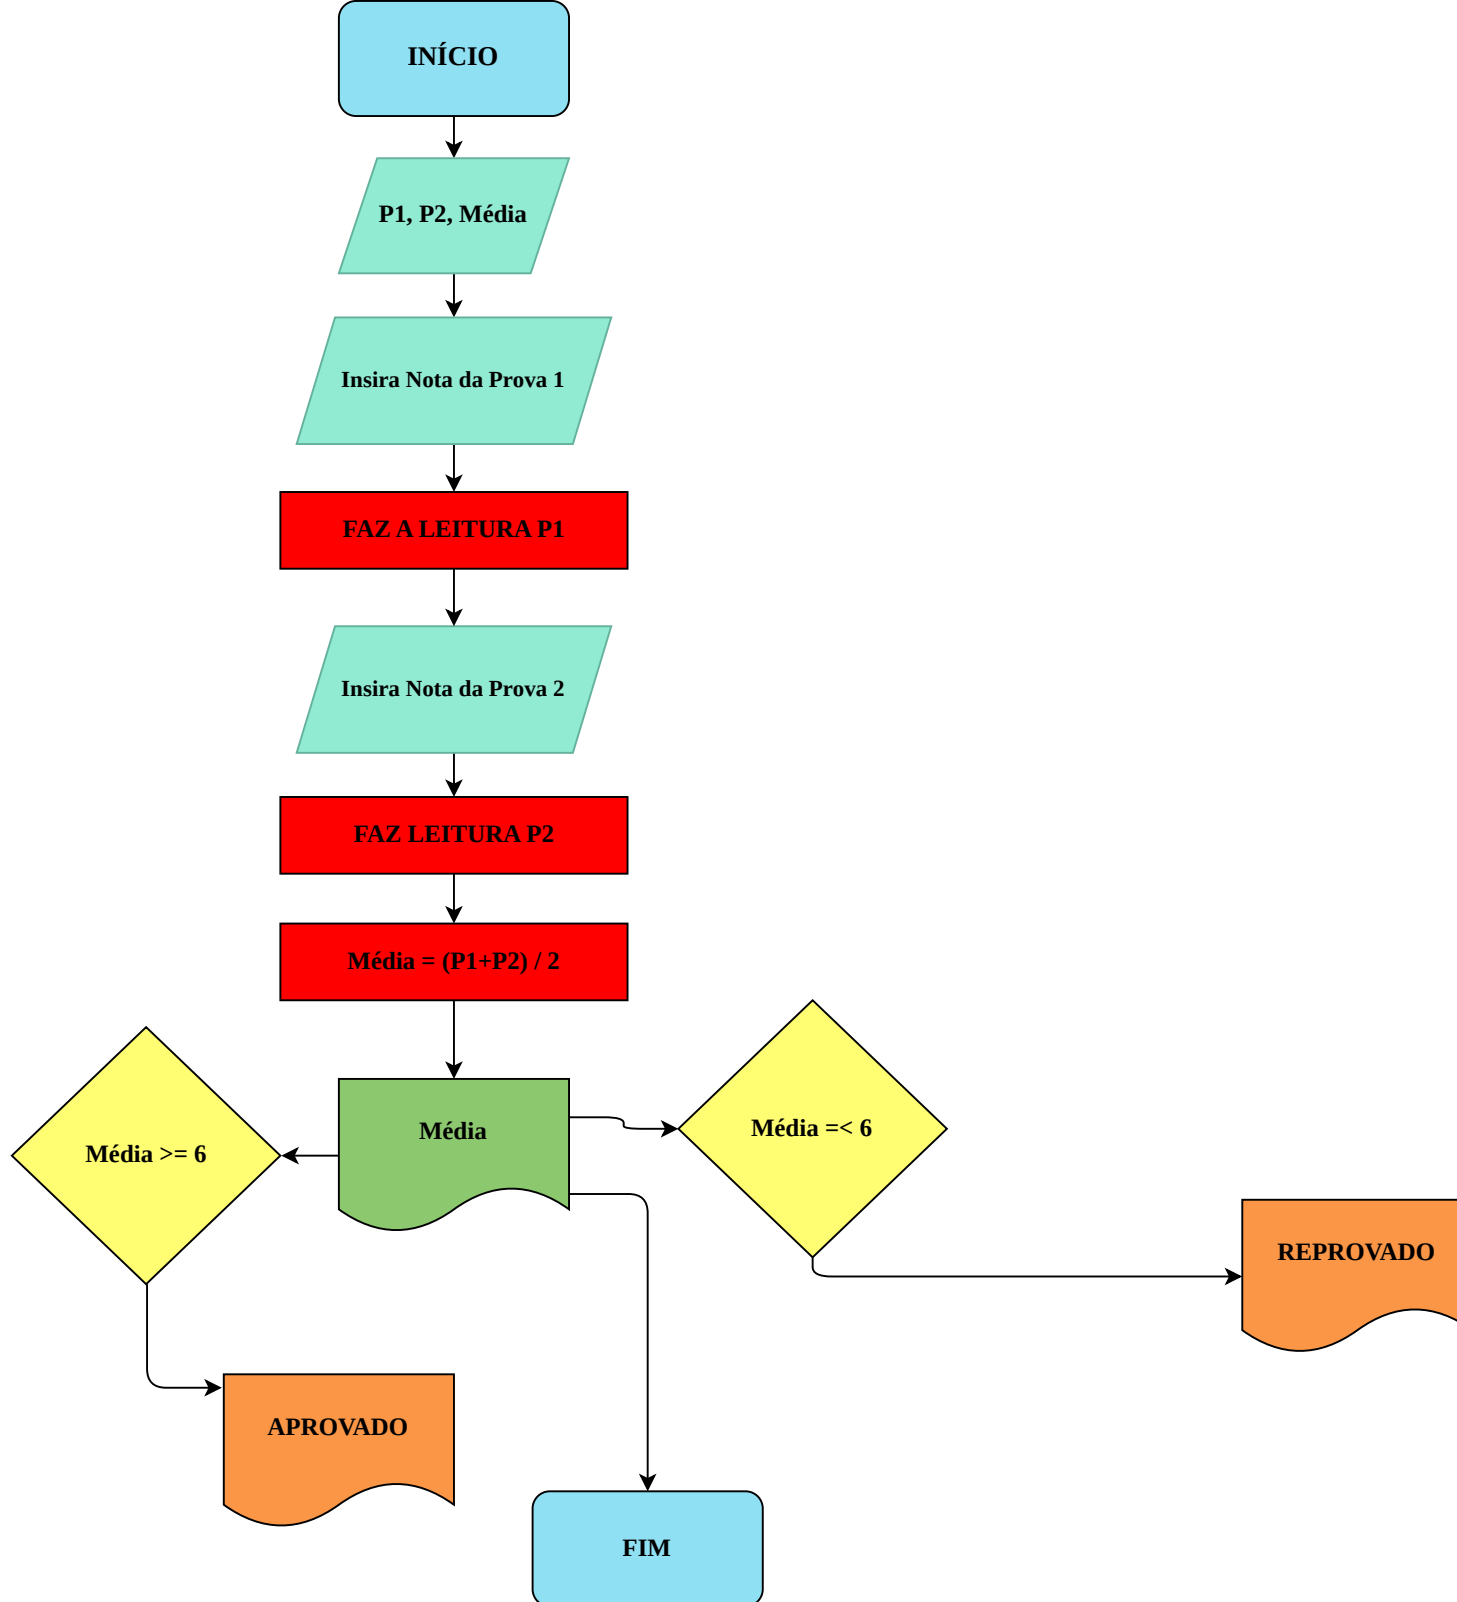 INÍCIO
P1, P2, Média
Insira Nota da Prova 1
FAZ A LEITURA P1
Insira Nota da Prova 2
FAZ LEITURA P2
Média = (P1+P2) / 2
Média
Média >= 6
Média =< 6
REPROVADO
APROVADO
FIM